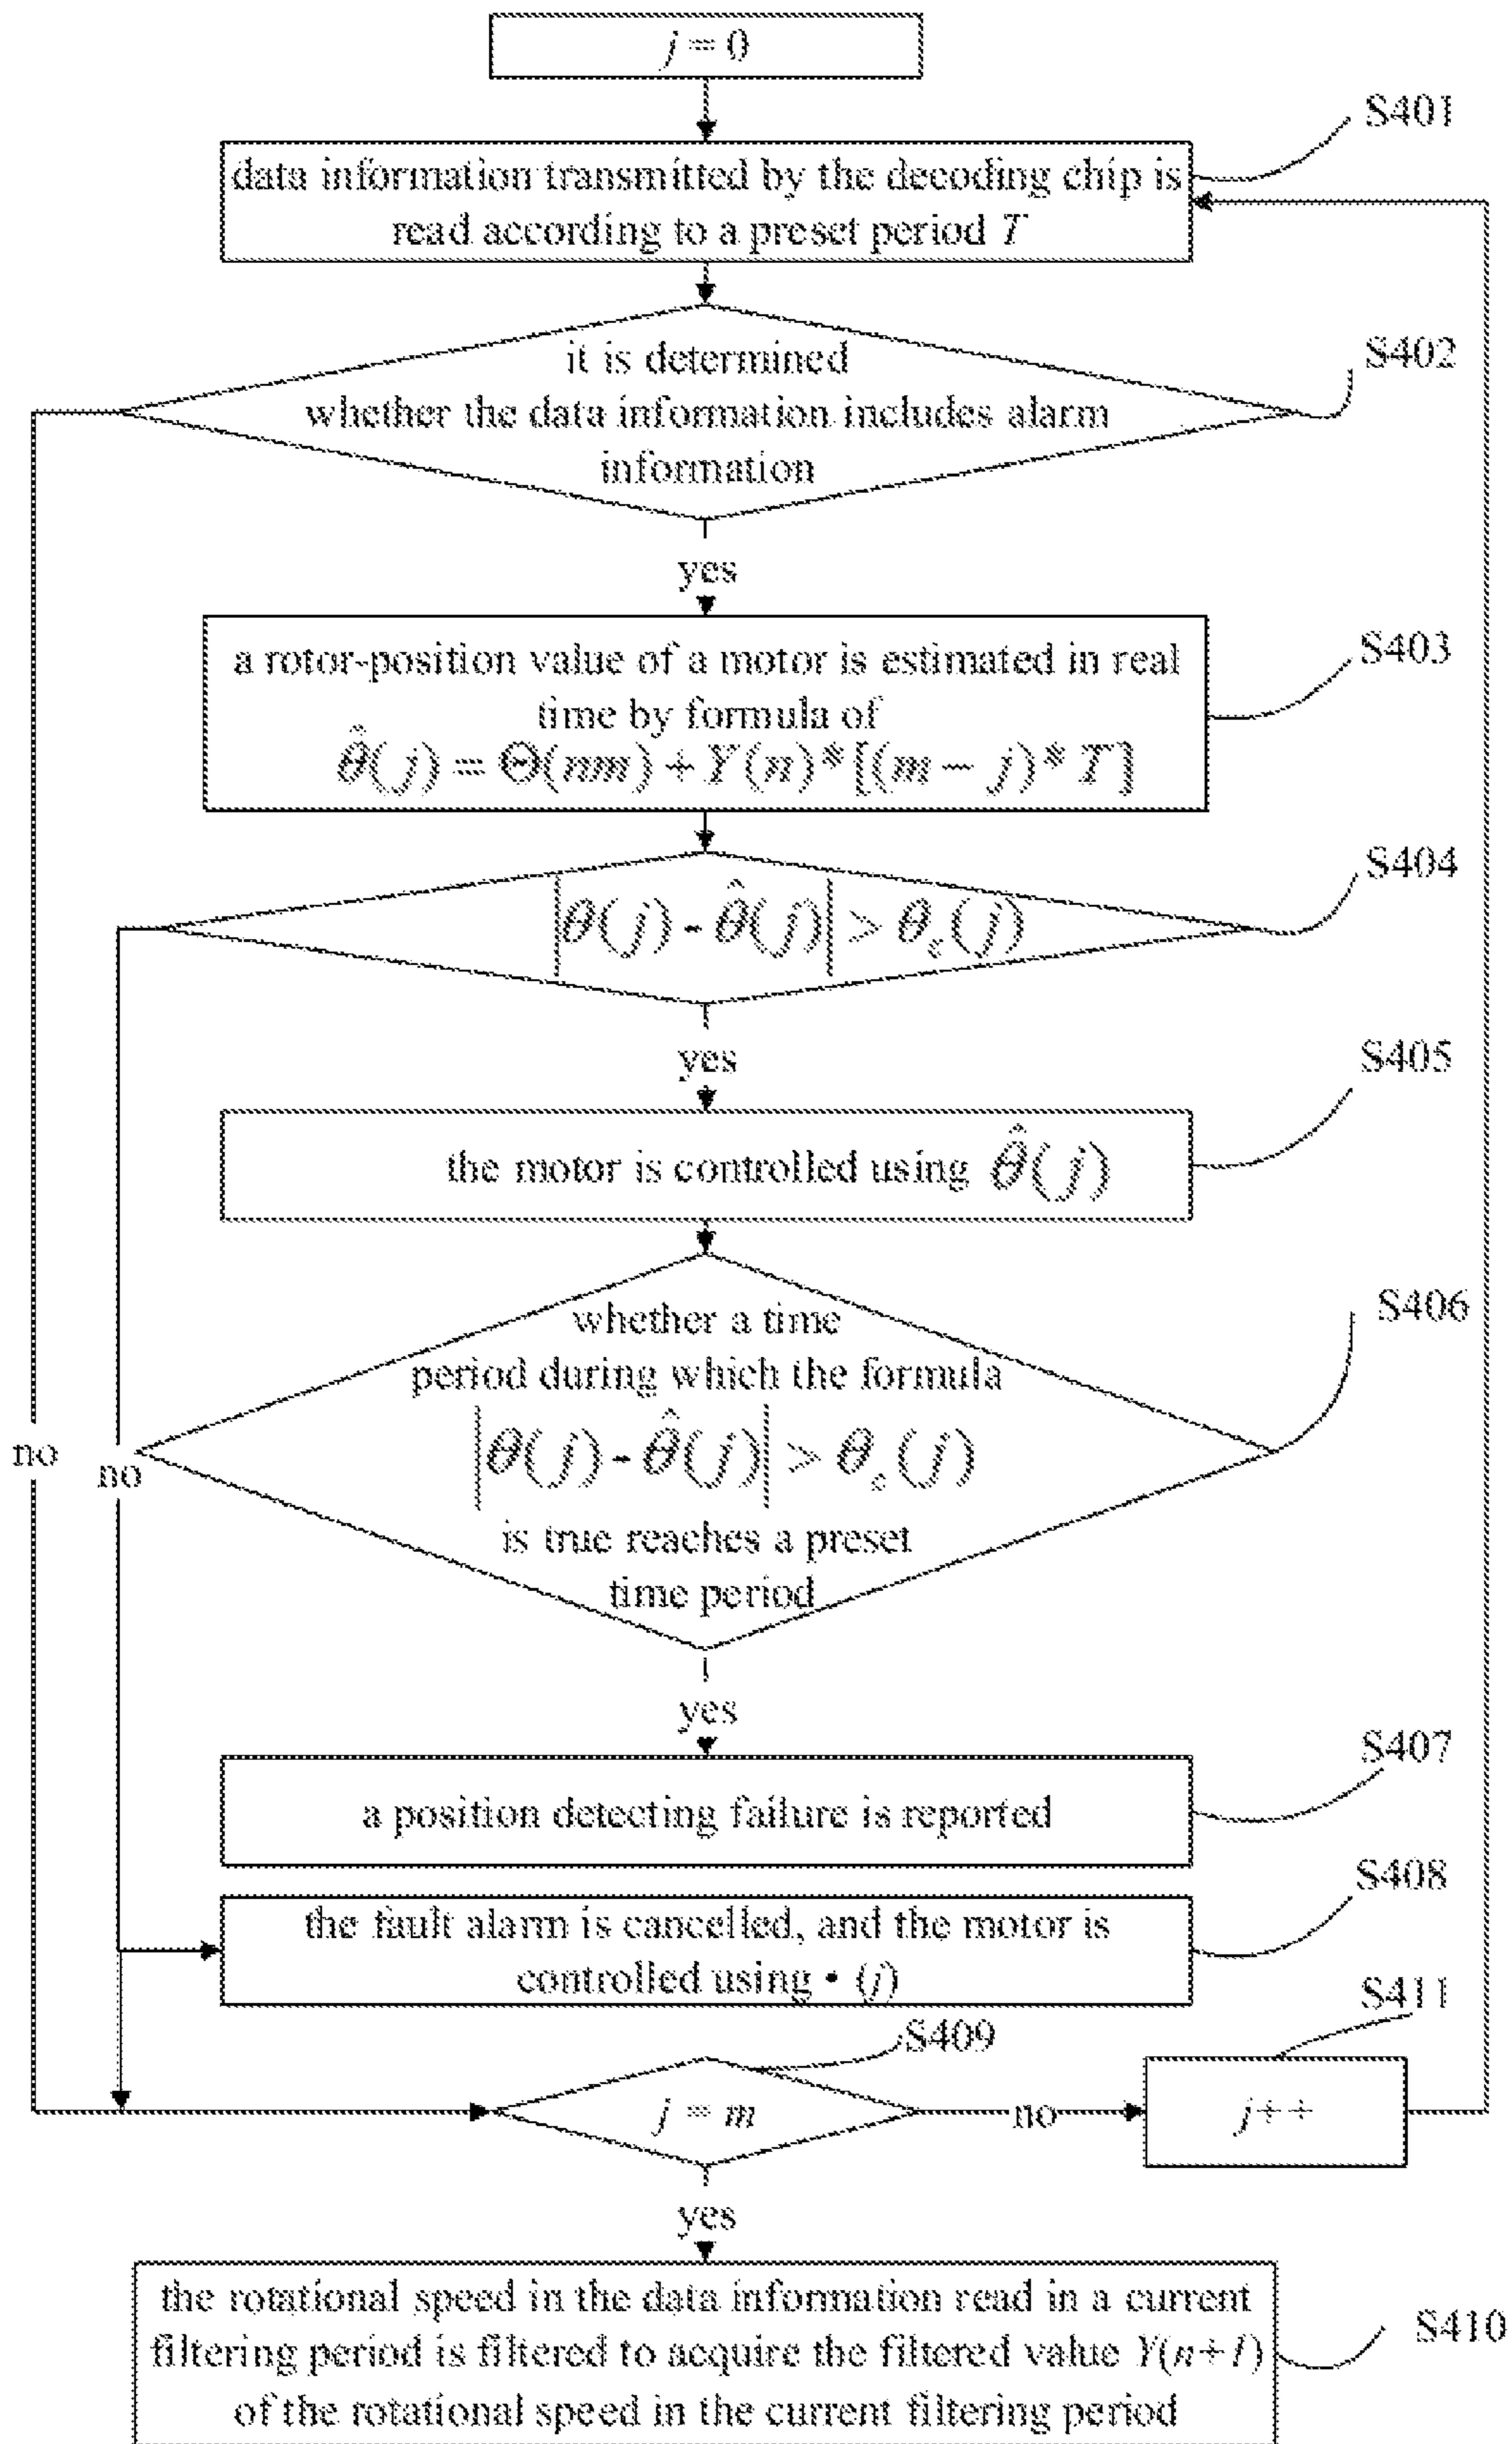 j = 0
S401
data information transmitted by the decoding chip is
read according to a preset period T
S402
it is determined
whether the data information includes alarm
information
yes
S403
a rotor-position value of a motor is estimated in real
time by formula of
θ̂(j) = Θ(nm) + Y(n)*[(m − j)*T]
S404
|θ(j) - θ̂(j)| > θε(j)
yes
S405
the motor is controlled using θ̂(j)
S406
whether a time
period during which the formula
|θ(j) - θ̂(j)| > θε(j)
is true reaches a preset
time period
no
no
yes
S407
a position detecting failure is reported
S408
the fault alarm is cancelled, and the motor is
controlled using • (j)
S411
S409
j = m
no
j++
yes
S410
the rotational speed in the data information read in a current
filtering period is filtered to acquire the filtered value Y(n+1)
of the rotational speed in the current filtering period